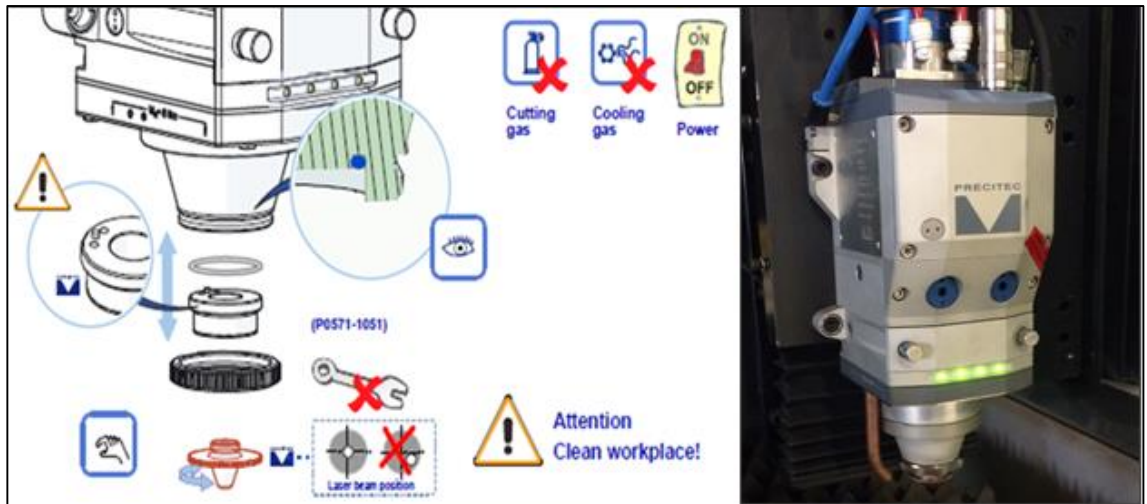 Cutting
gas
Cooling
gas
ON
OFF
Power
(P0571-1051)
Laser beam position
Attention
Clean workplace!
PRECITEC